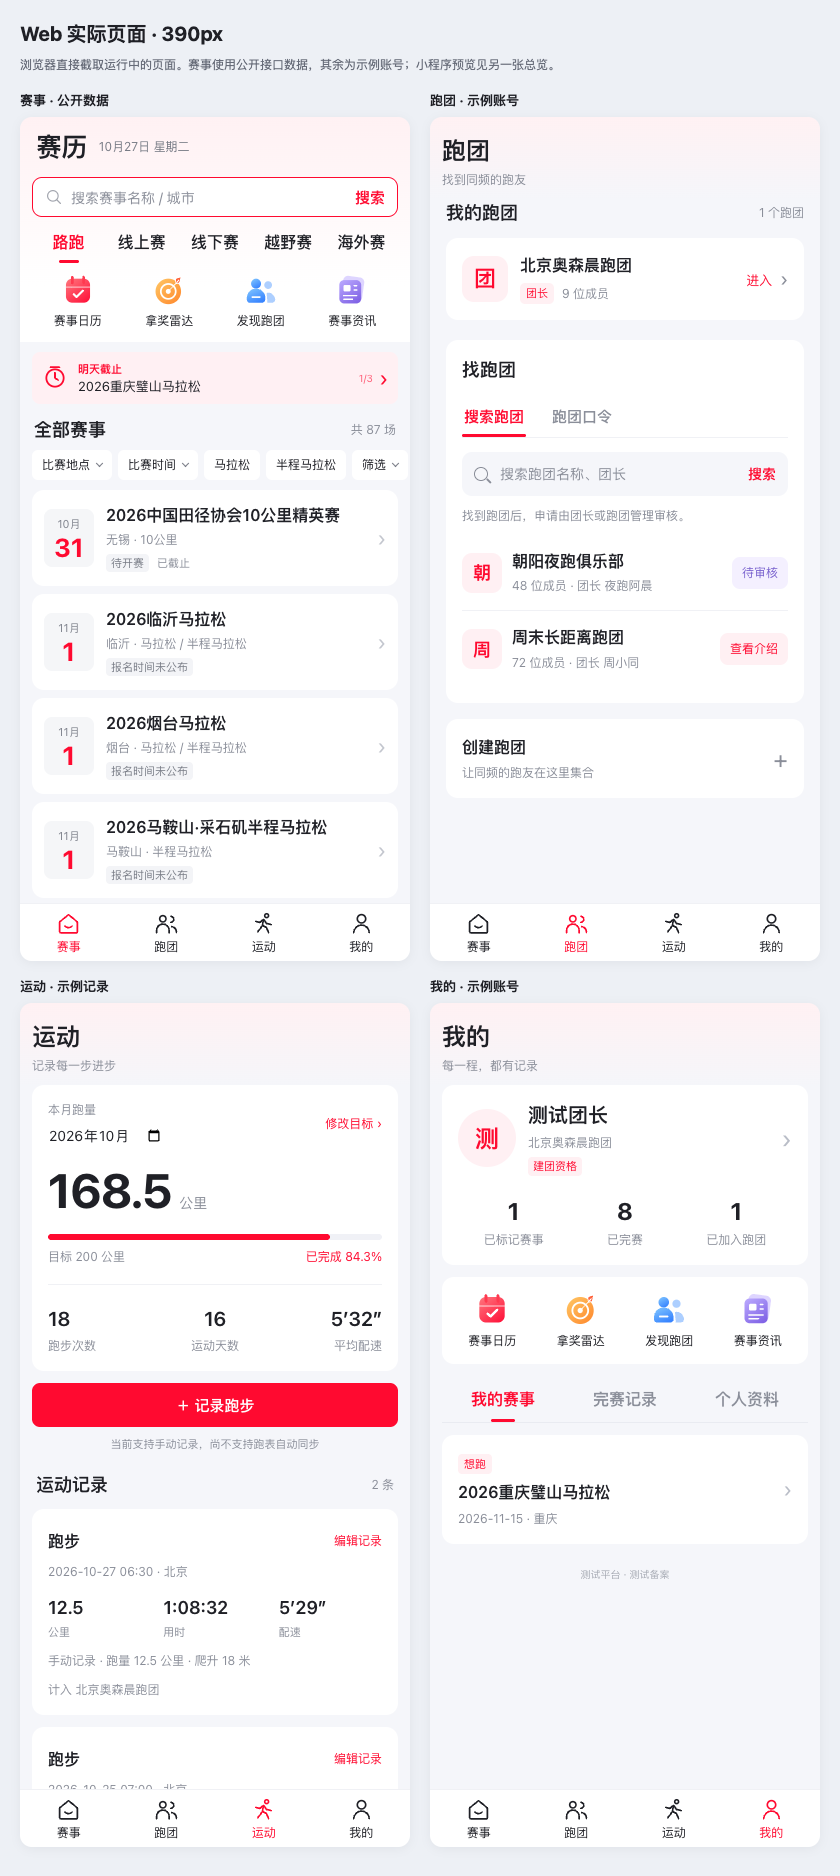 Web 实际页面 · 390px
浏览器直接截取运行中的页面。赛事使用公开接口数据，其余为示例账号；小程序预览见另一张总览。
赛事 · 公开数据
赛历 10月27日 星期二
搜索赛事名称 / 城市 搜索
路跑 线上赛 线下赛 越野赛 海外赛
赛事日历 拿奖雷达 发现跑团 赛事资讯
明天截止
2026重庆璧山马拉松 1/3
全部赛事 共 87 场
比赛地点 比赛时间 马拉松 半程马拉松 筛选
10月
31
2026中国田径协会10公里精英赛
无锡 · 10公里
待开赛 已截止
11月
1
2026临沂马拉松
临沂 · 马拉松 / 半程马拉松
报名时间未公布
11月
1
2026烟台马拉松
烟台 · 马拉松 / 半程马拉松
报名时间未公布
11月
1
2026马鞍山·采石矶半程马拉松
马鞍山 · 半程马拉松
报名时间未公布
赛事 跑团 运动 我的
跑团 · 示例账号
跑团
找到同频的跑友
我的跑团 1 个跑团
团
北京奥森晨跑团
团长 9 位成员
进入
找跑团
搜索跑团 跑团口令
搜索跑团名称、团长 搜索
找到跑团后，申请由团长或跑团管理审核。
朝
朝阳夜跑俱乐部
48 位成员 · 团长 夜跑阿晨
待审核
周
周末长距离跑团
72 位成员 · 团长 周小同
查看介绍
创建跑团
让同频的跑友在这里集合
+
赛事 跑团 运动 我的
运动 · 示例记录
运动
记录每一步进步
本月跑量
2026年10月
修改目标 ›
168.5 公里
目标 200 公里 已完成 84.3%
18 16 5′32″
跑步次数 运动天数 平均配速
+ 记录跑步
当前支持手动记录，尚不支持跑表自动同步
运动记录 2 条
跑步 编辑记录
2026-10-27 06:30 · 北京
12.5 1:08:32 5′29″
公里 用时 配速
手动记录 · 跑量 12.5 公里 · 爬升 18 米
计入 北京奥森晨跑团
跑步 编辑记录
2026-10-25 07:00 · 北京
赛事 跑团 运动 我的
我的 · 示例账号
我的
每一程，都有记录
测
测试团长
北京奥森晨跑团
建团资格
1 8 1
已标记赛事 已完赛 已加入跑团
赛事日历 拿奖雷达 发现跑团 赛事资讯
我的赛事 完赛记录 个人资料
想跑
2026重庆璧山马拉松
2026-11-15 · 重庆
测试平台 · 测试备案
赛事 跑团 运动 我的